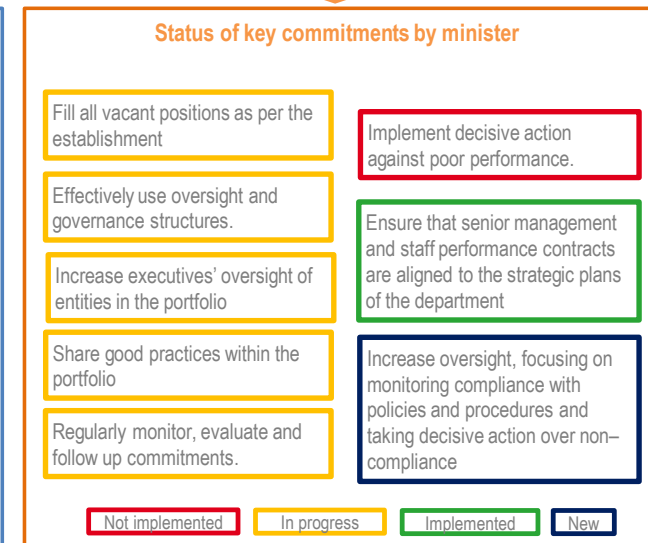 Status of key commitments by minister
Fill all vacant positions as per the
establishment
Effectively use oversight and
governance structures.
Increase executives’ oversight of
entities in the portfolio
Share good practices within the
portfolio
Regularly monitor, evaluate and
follow up commitments.
Implement decisive action
against poor performance.
Ensure that senior management
and staff performance contracts
are aligned to the strategic plans
of the department
Increase oversight, focusing on
monitoring compliance with
policies and procedures and
taking decisive action over non–
compliance
Not implemented
In progress
Implemented
New